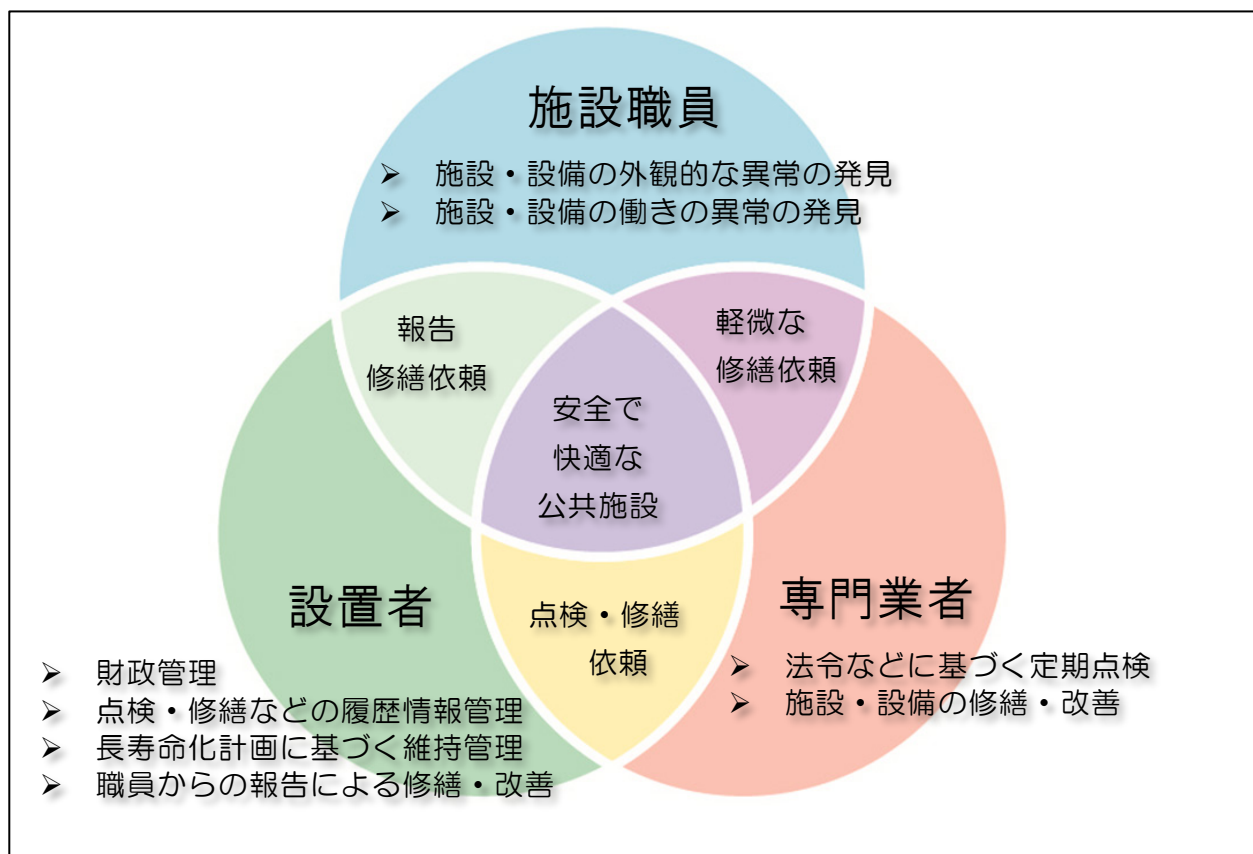 施設職員
➢ 施設・設備の外観的な異常の発見
➢ 施設・設備の働きの異常の発見
報告
修繕依頼
軽微な
修繕依頼
安全で
快適な
公共施設
設置者
➢ 財政管理
➢ 点検・修繕などの履歴情報管理
➢ 長寿命化計画に基づく維持管理
➢ 職員からの報告による修繕・改善
点検・修繕
依頼
専門業者
➢ 法令などに基づく定期点検
➢ 施設・設備の修繕・改善